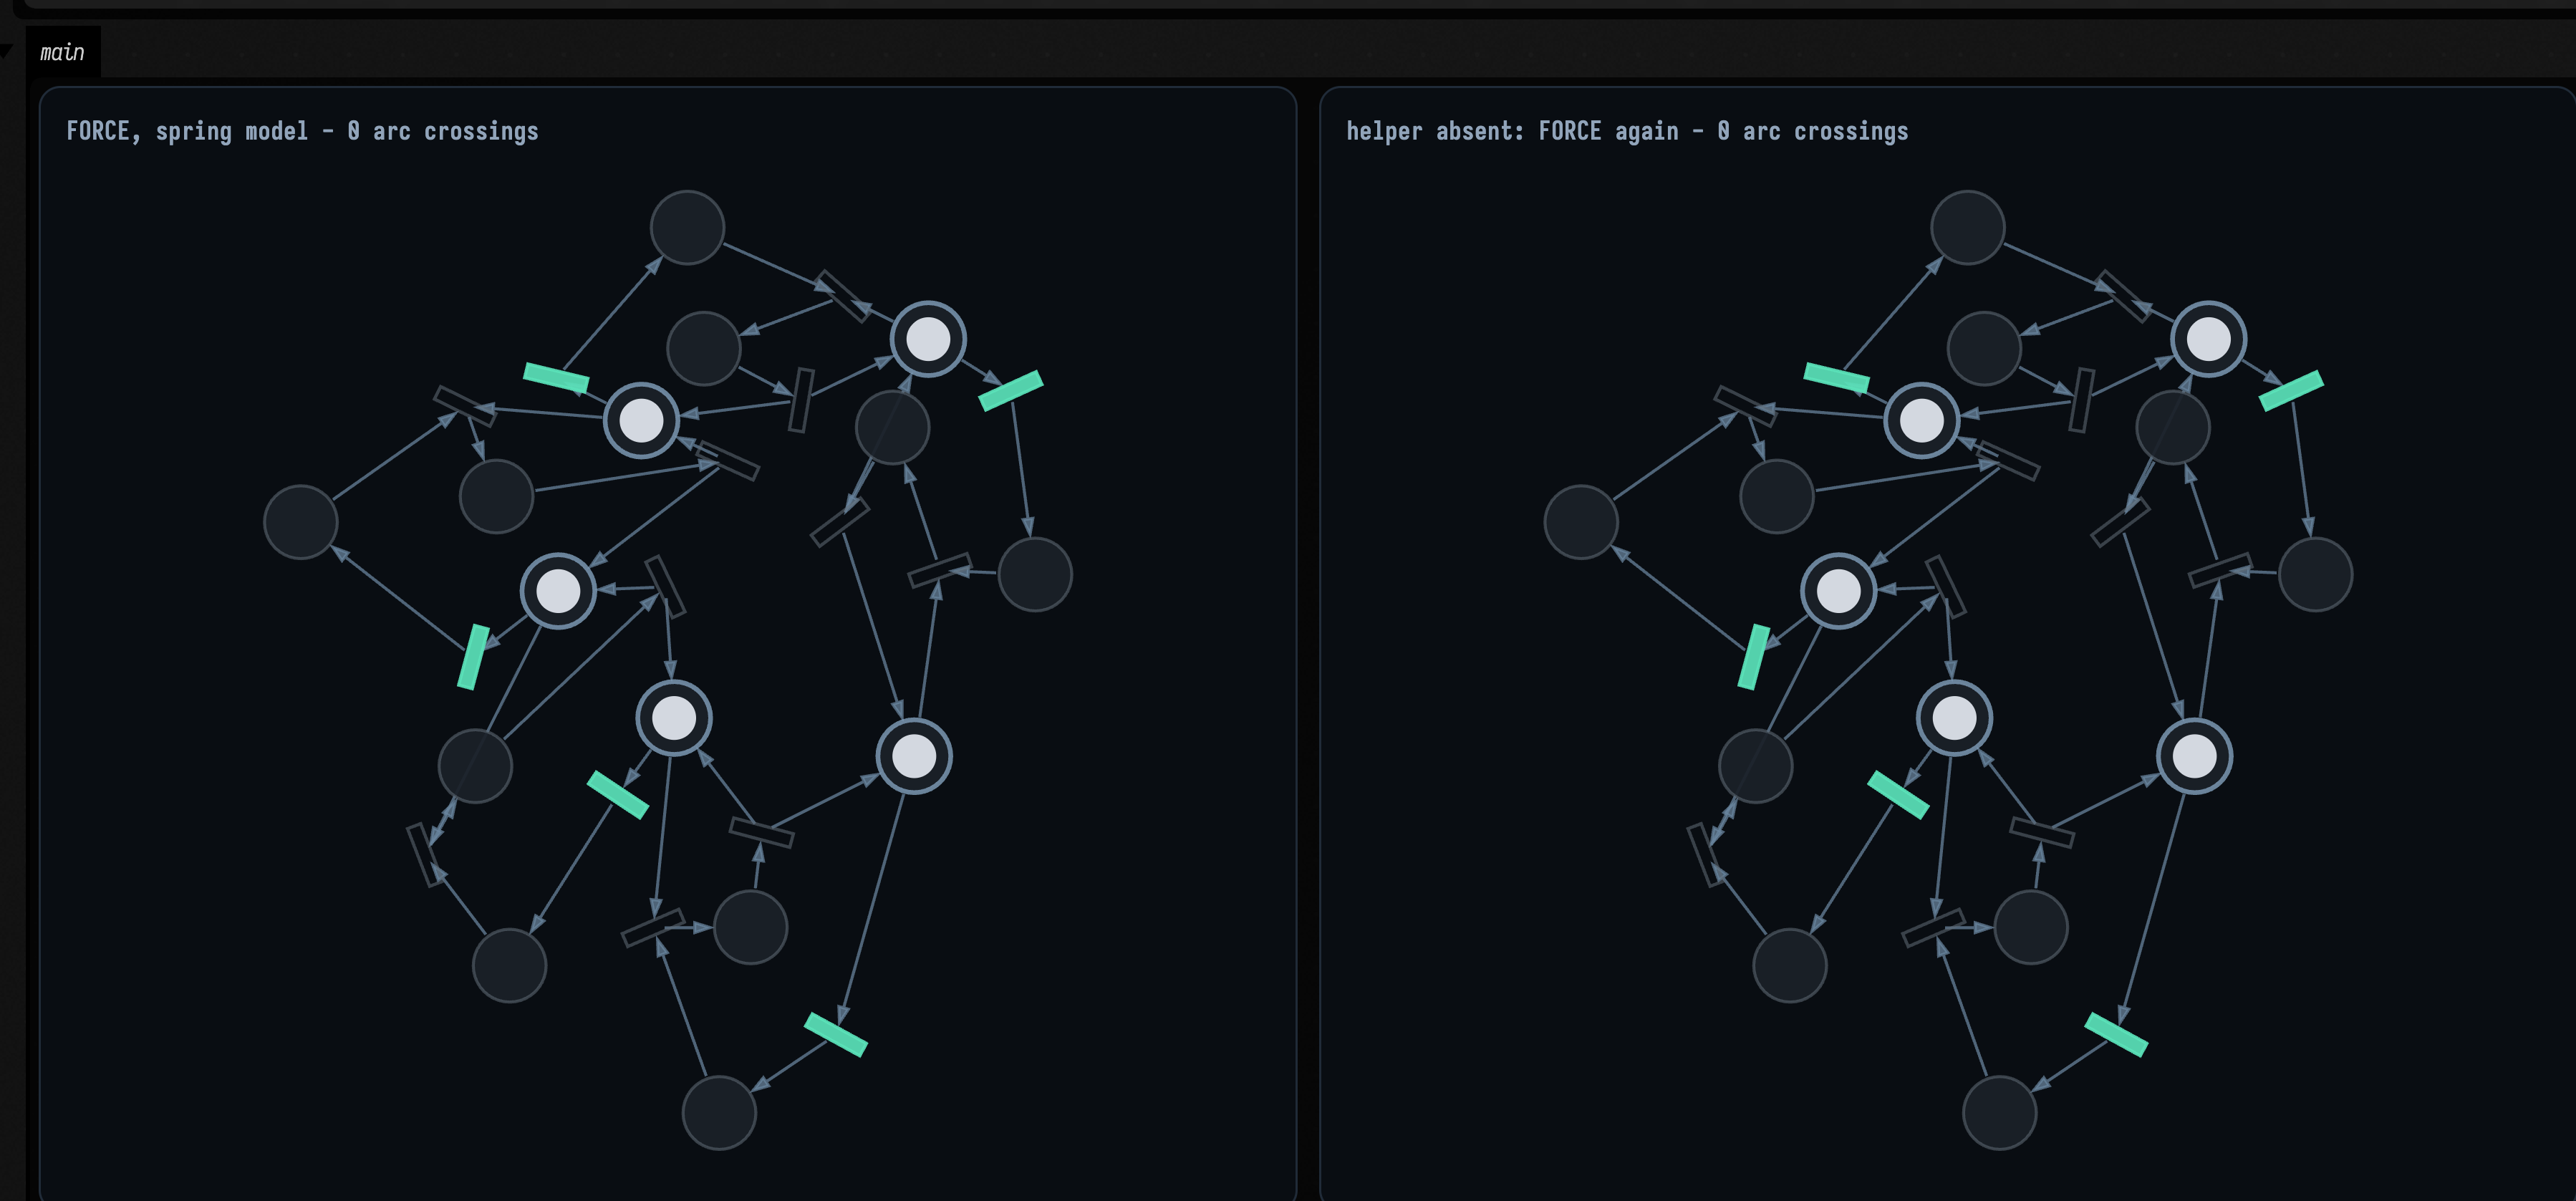 main
FORCE, spring model – 0 arc crossings
helper absent: FORCE again – 0 arc crossings